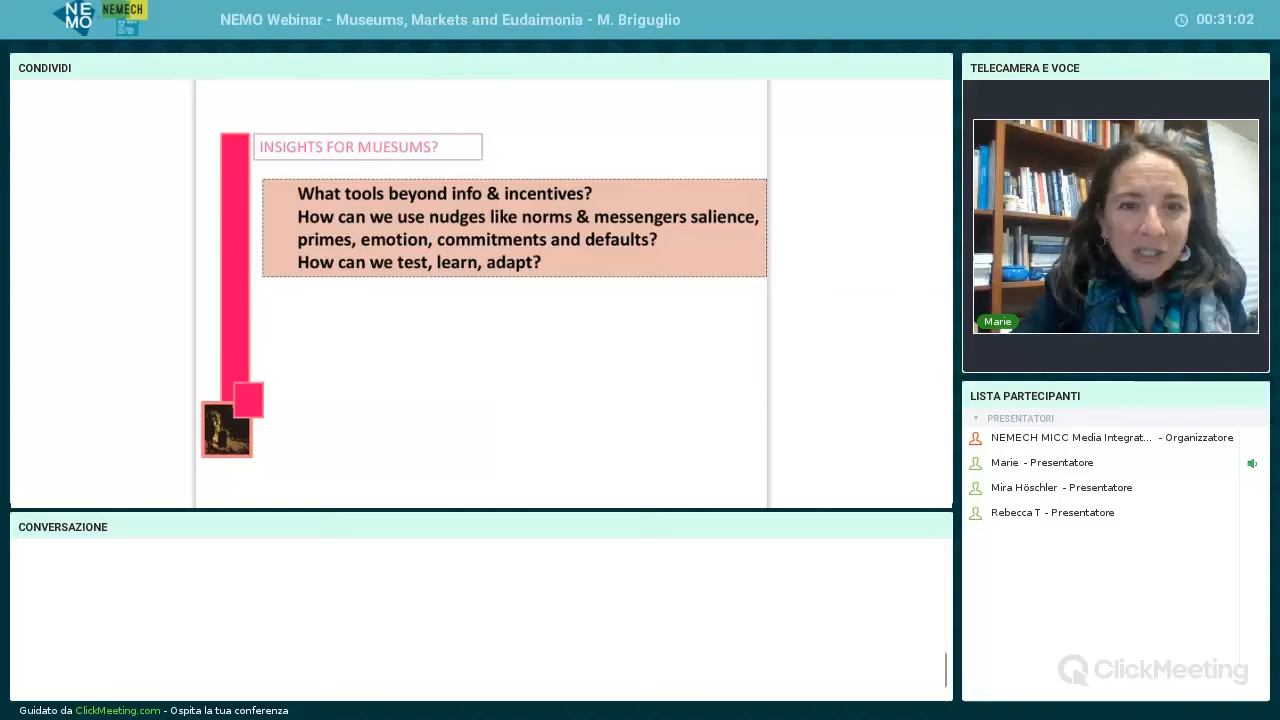 NE
MO
NEMECH
NEMO Webinar - Museums, Markets and Eudaimonia - M. Briguglio
00:31:02
CONDIVIDI
INSIGHTS FOR MUESUMS?
What tools beyond info & incentives?
How can we use nudges like norms & messengers salience,
primes, emotion, commitments and defaults?
How can we test, learn, adapt?
TELECAMERA E VOCE
Marie
LISTA PARTECIPANTI
PRESENTATORI
NEMECH MICC Media Integrat... - Organizzatore
Marie - Presentatore
Mira Höschler - Presentatore
Rebecca T - Presentatore
CONVERSAZIONE
ClickMeeting
Guidato da ClickMeeting.com - Ospita la tua conferenza